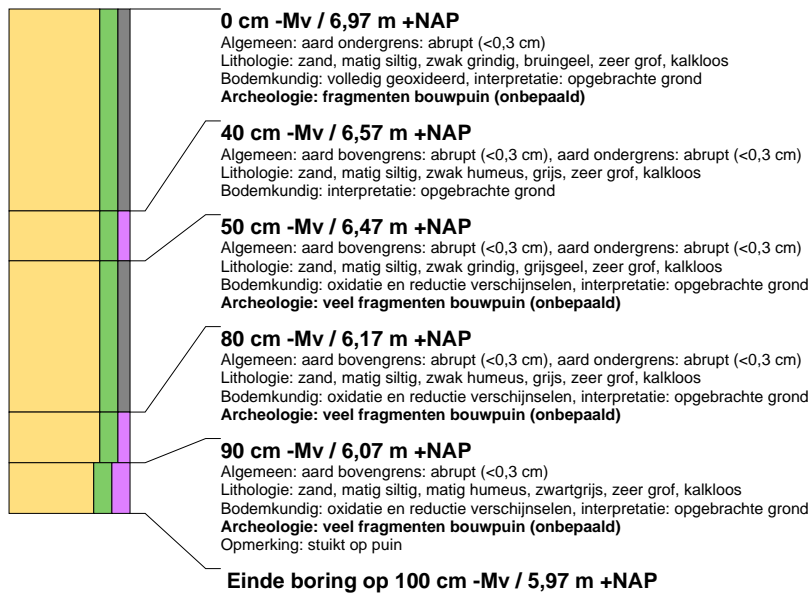 0 cm -Mv / 6,97 m +NAP
Algemeen: aard ondergrens: abrupt (<0,3 cm)
Lithologie: zand, matig siltig, zwak grindig, bruingeel, zeer grof, kalkloos
Bodemkundig: volledig geoxideerd, interpretatie: opgebrachte grond
Archeologie: fragmenten bouwpuin (onbepaald)
40 cm -Mv / 6,57 m +NAP
Algemeen: aard bovengrens: abrupt (<0,3 cm), aard ondergrens: abrupt (<0,3 cm)
Lithologie: zand, matig siltig, zwak humeus, grijs, zeer grof, kalkloos
Bodemkundig: interpretatie: opgebrachte grond
50 cm -Mv / 6,47 m +NAP
Algemeen: aard bovengrens: abrupt (<0,3 cm), aard ondergrens: abrupt (<0,3 cm)
Lithologie: zand, matig siltig, zwak grindig, grijsgeel, zeer grof, kalkloos
Bodemkundig: oxidatie en reductie verschijnselen, interpretatie: opgebrachte grond
Archeologie: veel fragmenten bouwpuin (onbepaald)
80 cm -Mv / 6,17 m +NAP
Algemeen: aard bovengrens: abrupt (<0,3 cm), aard ondergrens: abrupt (<0,3 cm)
Lithologie: zand, matig siltig, zwak humeus, grijs, zeer grof, kalkloos
Bodemkundig: oxidatie en reductie verschijnselen, interpretatie: opgebrachte grond
Archeologie: veel fragmenten bouwpuin (onbepaald)
90 cm -Mv / 6,07 m +NAP
Algemeen: aard bovengrens: abrupt (<0,3 cm)
Lithologie: zand, matig siltig, matig humeus, zwartgrijs, zeer grof, kalkloos
Bodemkundig: oxidatie en reductie verschijnselen, interpretatie: opgebrachte grond
Archeologie: veel fragmenten bouwpuin (onbepaald)
Opmerking: stuikt op puin
Einde boring op 100 cm -Mv / 5,97 m +NAP